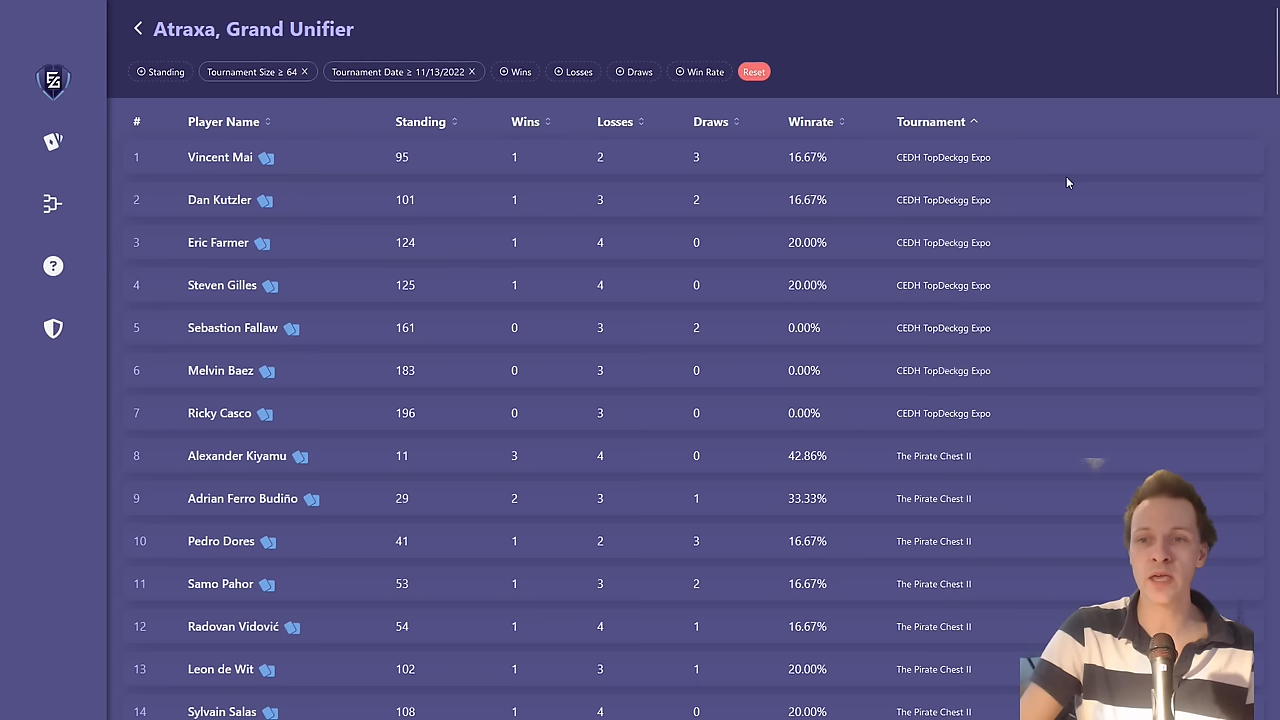 Atraxa, Grand Unifier
Standing Tournament Size ≥ 64 Tournament Date ≥ 11/13/2022 Wins Losses Draws Win Rate Reset
# Player Name Standing Wins Losses Draws Winrate Tournament
1 Vincent Mai 95 1 2 3 16.67% CEDH TopDeckgg Expo
2 Dan Kutzler 101 1 3 2 16.67% CEDH TopDeckgg Expo
3 Eric Farmer 124 1 4 0 20.00% CEDH TopDeckgg Expo
4 Steven Gilles 125 1 4 0 20.00% CEDH TopDeckgg Expo
5 Sebastion Fallaw 161 0 3 2 0.00% CEDH TopDeckgg Expo
6 Melvin Baez 183 0 3 0 0.00% CEDH TopDeckgg Expo
7 Ricky Casco 196 0 3 0 0.00% CEDH TopDeckgg Expo
8 Alexander Kiyamu 11 3 4 0 42.86% The Pirate Chest II
9 Adrian Ferro Budiño 29 2 3 1 33.33% The Pirate Chest II
10 Pedro Dores 41 1 2 3 16.67% The Pirate Chest II
11 Samo Pahor 53 1 3 2 16.67% The Pirate Chest II
12 Radovan Vidović 54 1 4 1 16.67% The Pirate Chest II
13 Leon de Wit 102 1 3 1 20.00% The Pirate Chest II
14 Sylvain Salas 108 1 4 0 20.00% The Pirate Chest II